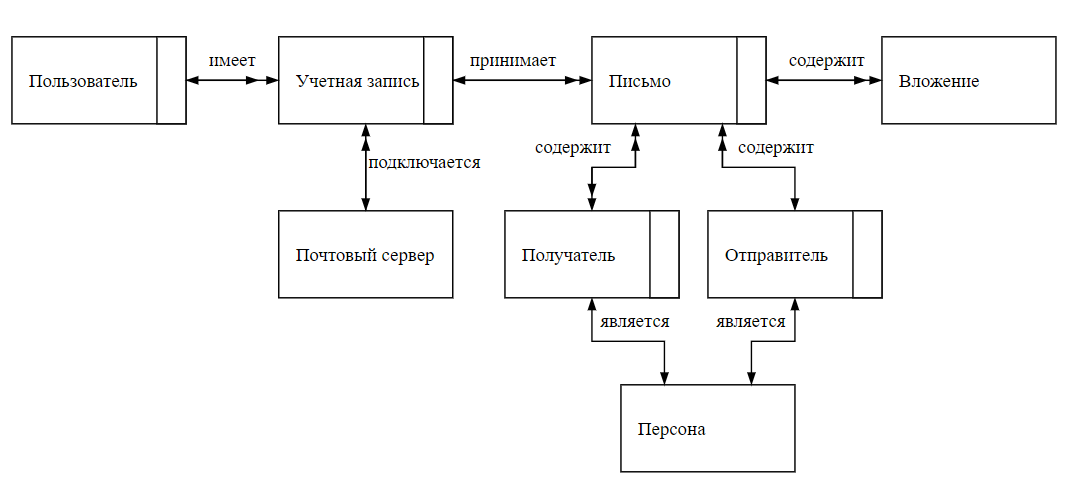 имеет
принимает
содержит
Пользователь
Учетная запись
Письмо
Вложение
содержит
содержит
подключается
Почтовый сервер
Получатель
Отправитель
является
является
Персона